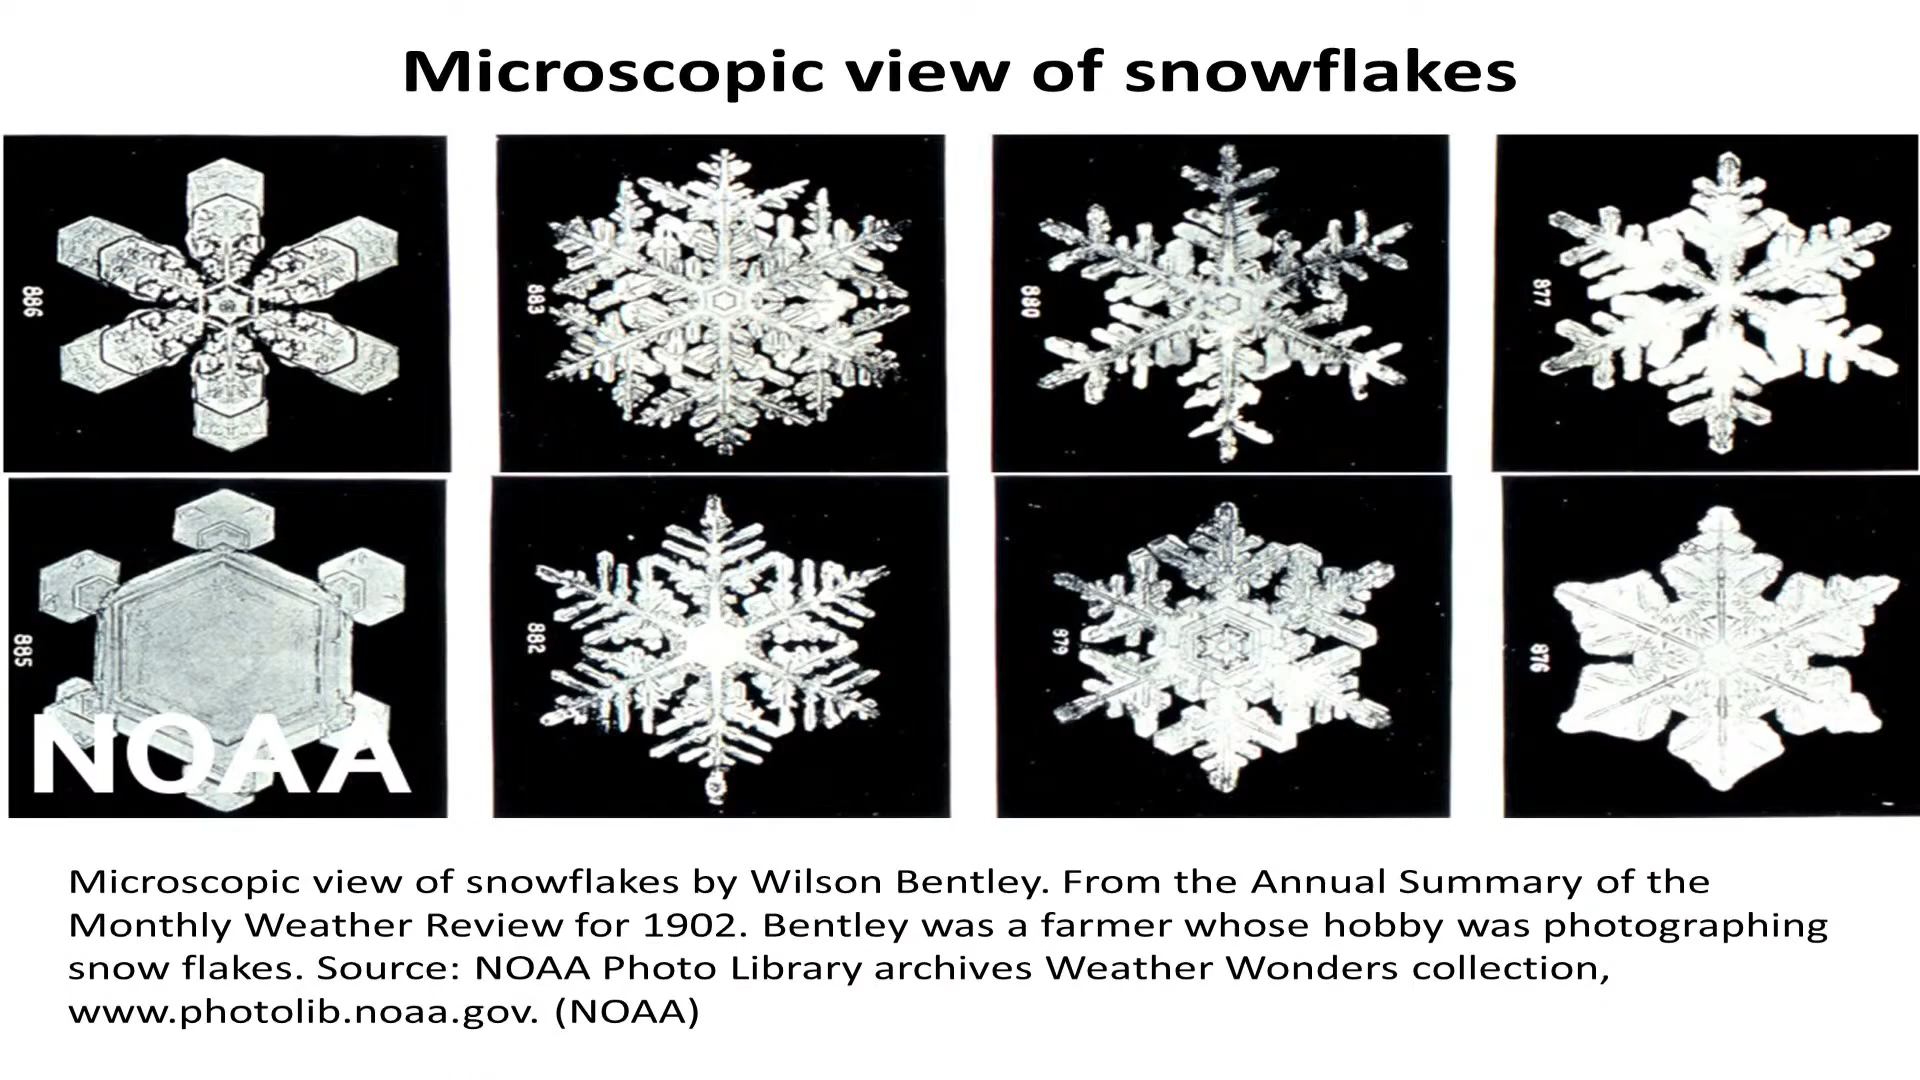 Microscopic view of snowflakes
886
883
880
877
885
882
879
876
NOAA
Microscopic view of snowflakes by Wilson Bentley. From the Annual Summary of the
Monthly Weather Review for 1902. Bentley was a farmer whose hobby was photographing
snow flakes. Source: NOAA Photo Library archives Weather Wonders collection,
www.photolib.noaa.gov. (NOAA)